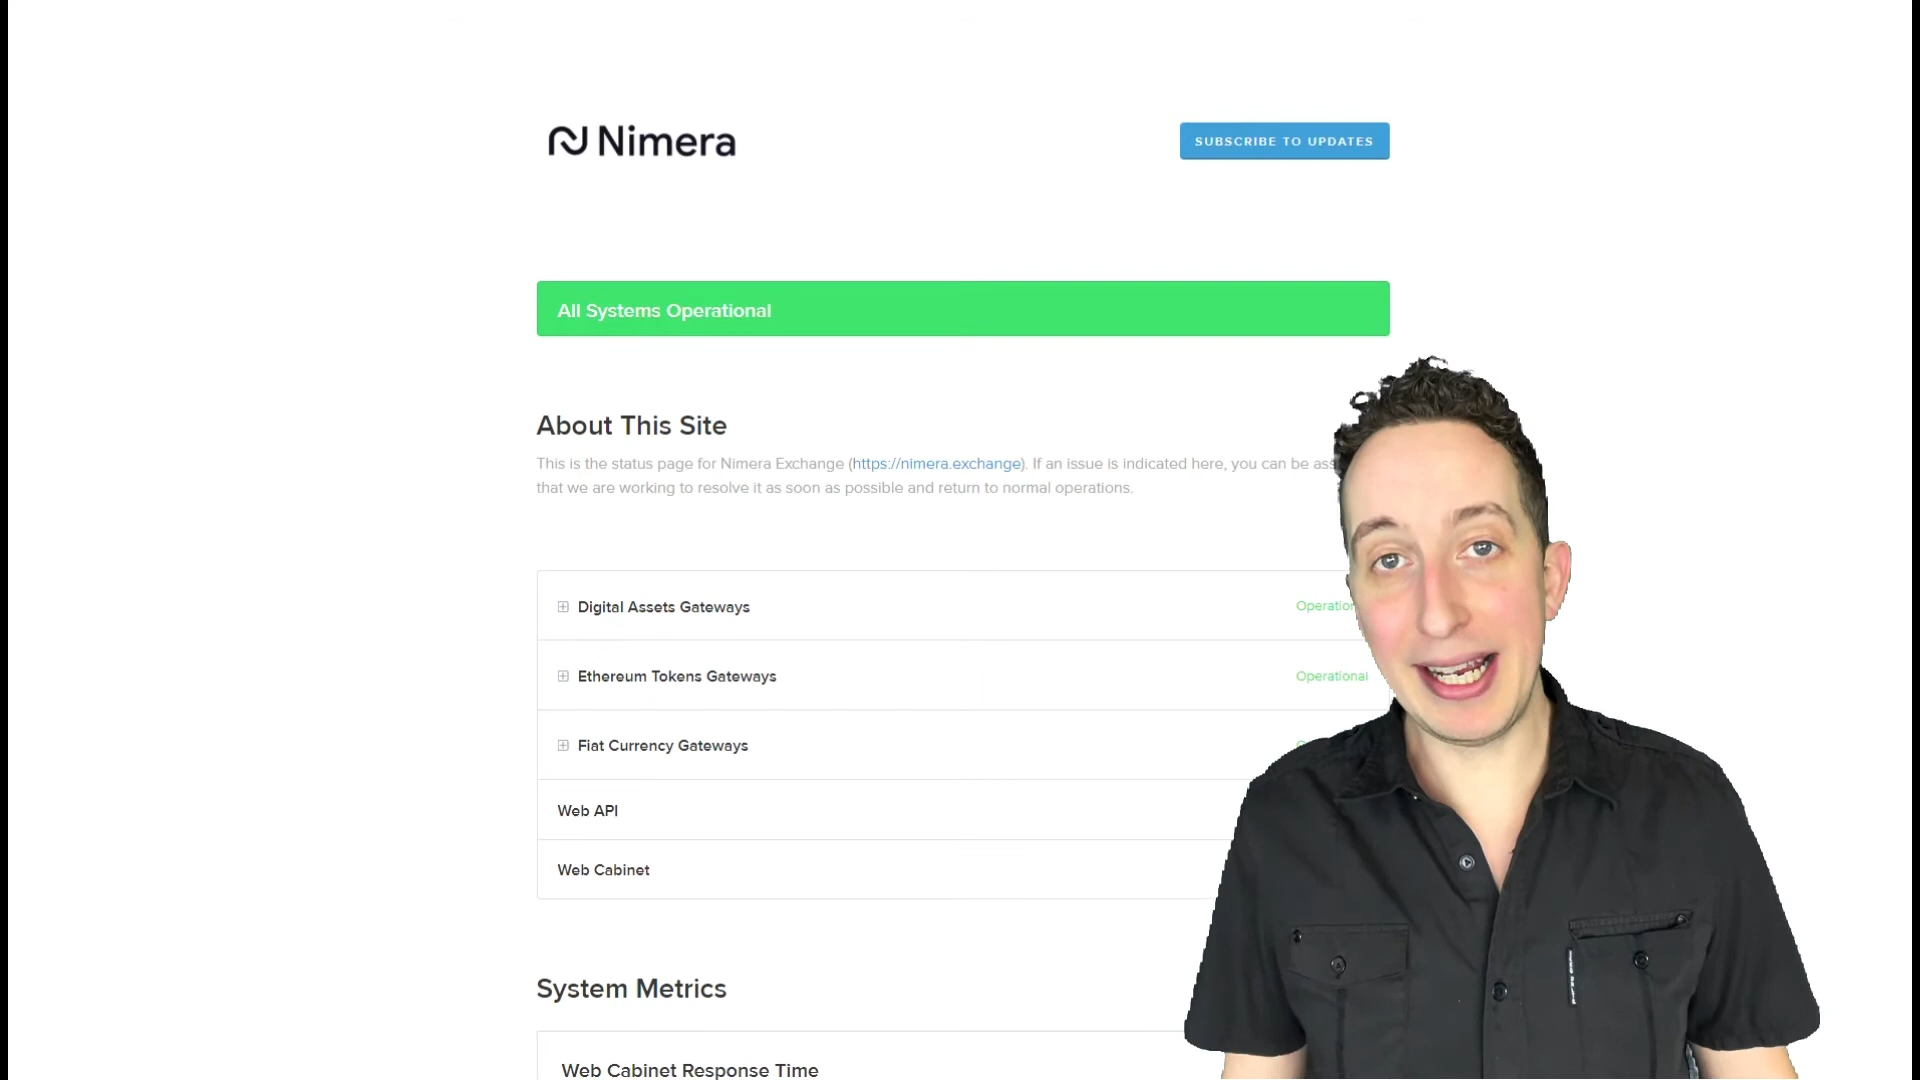 Nimera
SUBSCRIBE TO UPDATES
All Systems Operational
About This Site
This is the status page for Nimera Exchange (https://nimera.exchange). If an issue is indicated here, you can be ass
that we are working to resolve it as soon as possible and return to normal operations.
Digital Assets Gateways Operation
Ethereum Tokens Gateways Operational
Fiat Currency Gateways
Web API
Web Cabinet
System Metrics
Web Cabinet Response Time